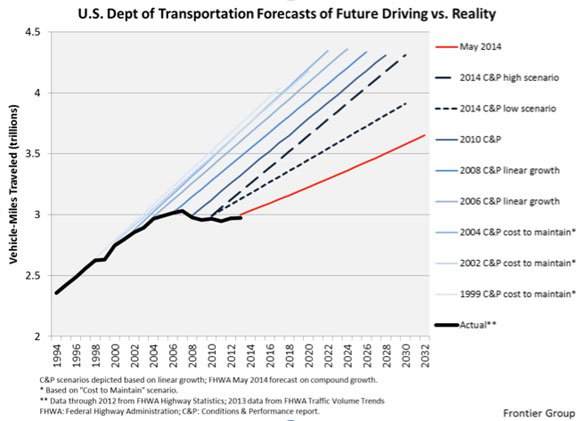 U.S. Dept of Transportation Forecasts of Future Driving vs. Reality
4.5
4
3.5
3
2.5
2
Vehicle-Miles Traveled (trillions)
1994
1996
1998
2000
2002
2004
2006
2008
2010
2012
2014
2016
2018
2020
2022
2024
2026
2028
2030
2032
May 2014
2014 C&P high scenario
2014 C&P low scenario
2010 C&P
2008 C&P linear growth
2006 C&P linear growth
2004 C&P cost to maintain*
2002 C&P cost to maintain*
1999 C&P cost to maintain*
Actual**
C&P scenarios depicted based on linear growth; FHWA May 2014 forecast on compound growth.
* Based on "Cost to Maintain" scenario.
** Data through 2012 from FHWA Highway Statistics; 2013 data from FHWA Traffic Volume Trends
FHWA: Federal Highway Administration; C&P: Conditions & Performance report.
Frontier Group